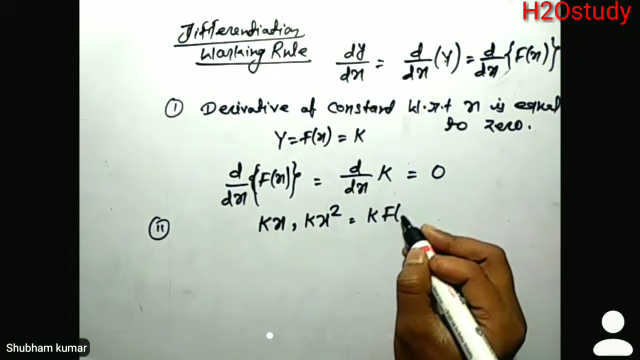 H2Ostudy
Differentiation
Working Rule
dy/dx = d/dx (Y) = d/dx {F(x)}
(i) Derivative of constant w.r.t x is equal
to zero.
Y = F(x) = K
d/dx {F(x)} = d/dx K = 0
(ii) Kx, Kx² = K F(
Shubham kumar